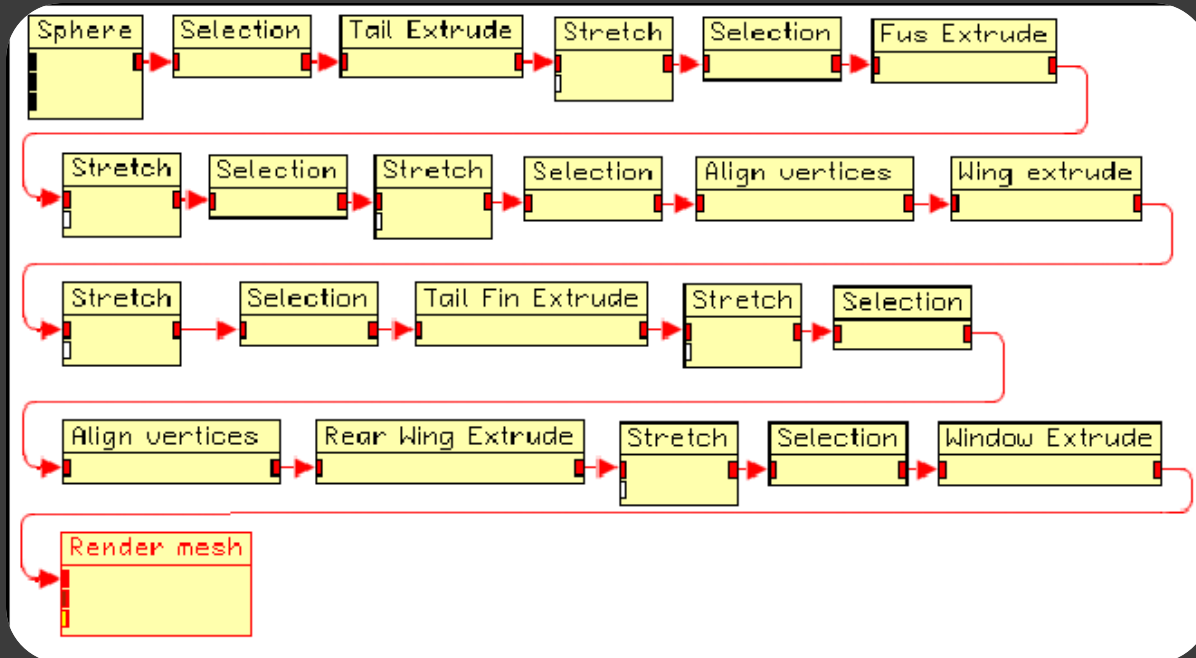 Sphere
Selection
Tail Extrude
Stretch
Selection
Fus Extrude
Stretch
Selection
Stretch
Selection
Align vertices
Wing extrude
Stretch
Selection
Tail Fin Extrude
Stretch
Selection
Align vertices
Rear Wing Extrude
Stretch
Selection
Window Extrude
Render mesh